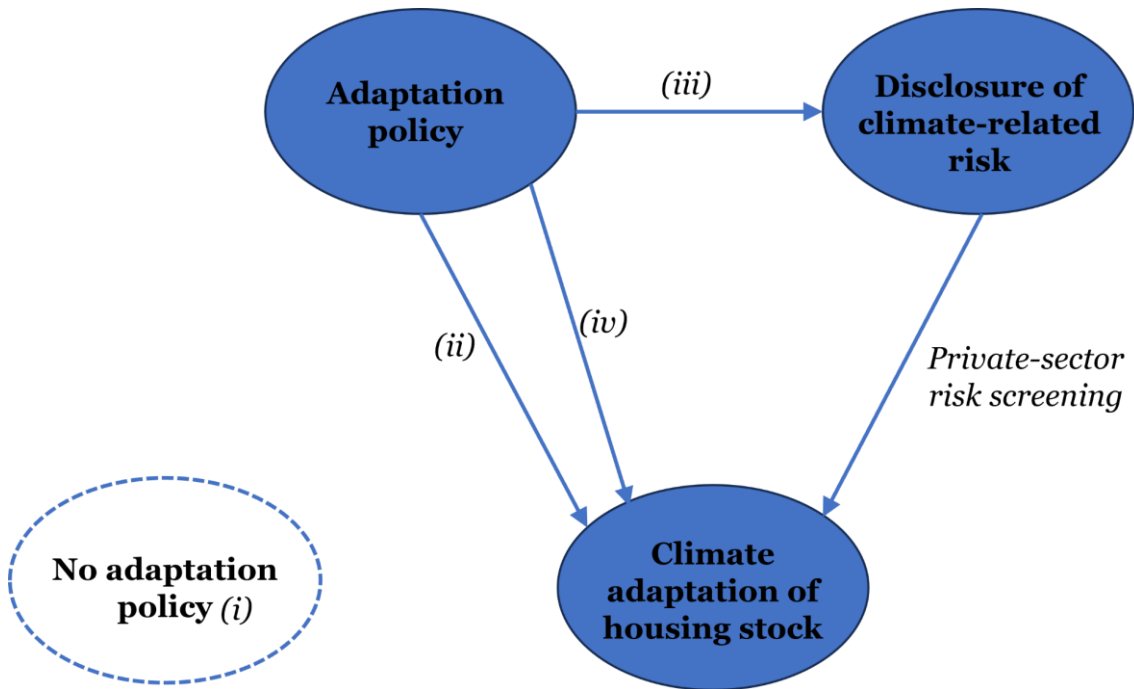 Adaptation
policy
(iii)
Disclosure of
climate-related
risk
(ii)
(iv)
Private-sector
risk screening
No adaptation
policy (i)
Climate
adaptation of
housing stock